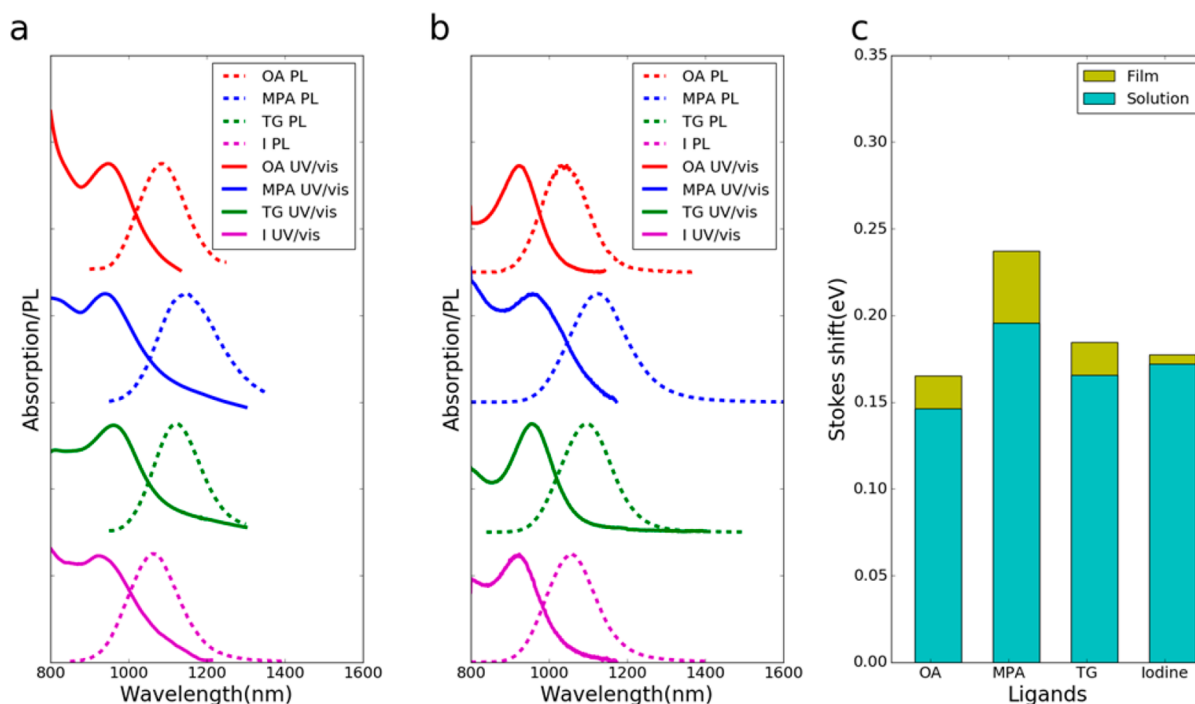 a
OA PL
MPA PL
TG PL
I PL
OA UV/vis
MPA UV/vis
TG UV/vis
I UV/vis
Absorption/PL
800 1000 1200 1400 1600
Wavelength(nm)
b
OA PL
MPA PL
TG PL
I PL
OA UV/vis
MPA UV/vis
TG UV/vis
I UV/vis
Absorption/PL
800 1000 1200 1400 1600
Wavelength(nm)
c
Film
Solution
Stokes shift(eV)
0.35
0.30
0.25
0.20
0.15
0.10
0.05
0.00
OA MPA TG Iodine
Ligands